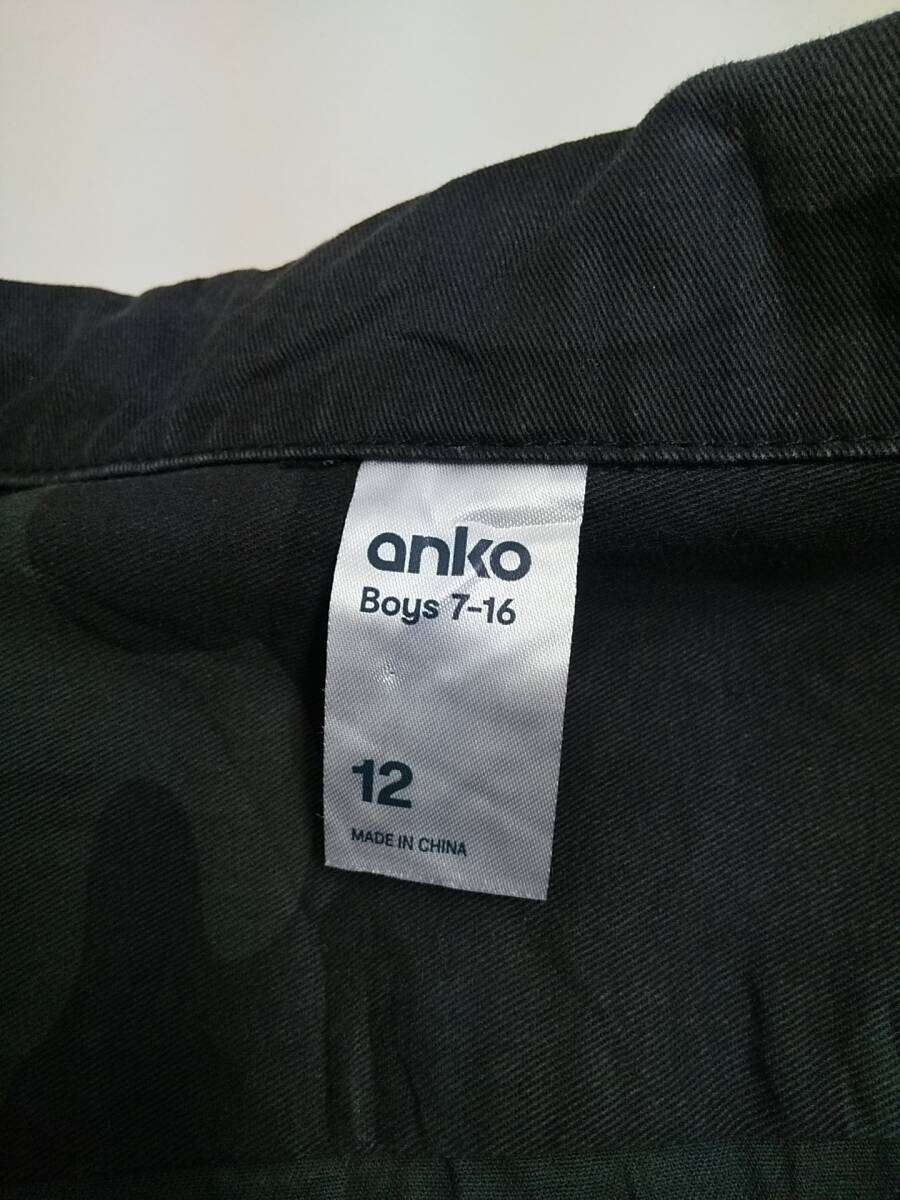 anko
Boys 7-16
12
MADE IN CHINA